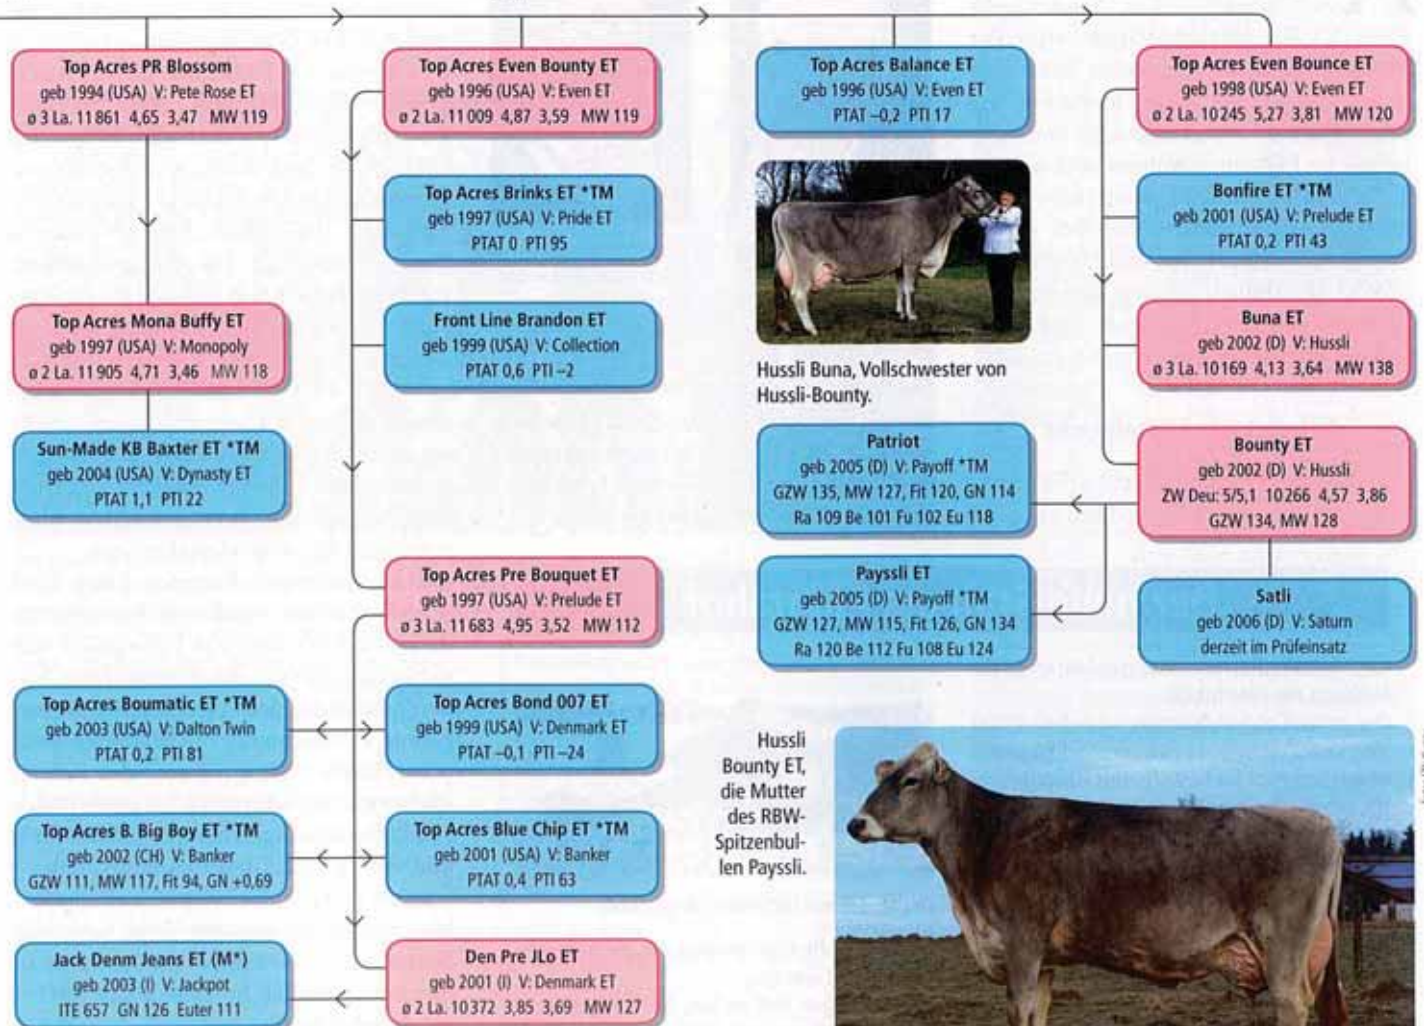 Top Acres PR Blossom
geb 1994 (USA) V: Pete Rose ET
ø 3 La. 11 861 4,65 3,47 MW 119
Top Acres Mona Buffy ET
geb 1997 (USA) V: Monopoly
ø 2 La. 11 905 4,71 3,46 MW 118
Sun-Made KB Baxter ET *TM
geb 2004 (USA) V: Dynasty ET
PTAT 1,1 PTI 22
Top Acres Even Bounty ET
geb 1996 (USA) V: Even ET
ø 2 La. 11 009 4,87 3,59 MW 119
Top Acres Brinks ET *TM
geb 1997 (USA) V: Pride ET
PTAT 0 PTI 95
Front Line Brandon ET
geb 1999 (USA) V: Collection
PTAT 0,6 PTI –2
Top Acres Pre Bouquet ET
geb 1997 (USA) V: Prelude ET
ø 3 La. 11 683 4,95 3,52 MW 112
Top Acres Boumatic ET *TM
geb 2003 (USA) V: Dalton Twin
PTAT 0,2 PTI 81
Top Acres Bond 007 ET
geb 1999 (USA) V: Denmark ET
PTAT –0,1 PTI –24
Top Acres B. Big Boy ET *TM
geb 2002 (CH) V: Banker
GZW 111, MW 117, Fit 94, GN +0,69
Top Acres Blue Chip ET *TM
geb 2001 (USA) V: Banker
PTAT 0,4 PTI 63
Jack Denm Jeans ET (M*)
geb 2003 (I) V: Jackpot
ITE 657 GN 126 Euter 111
Den Pre JLo ET
geb 2001 (I) V: Denmark ET
ø 2 La. 10 372 3,85 3,69 MW 127
Top Acres Balance ET
geb 1996 (USA) V: Even ET
PTAT –0,2 PTI 17
Hussli Buna, Vollschwester von
Hussli-Bounty.
Top Acres Even Bounce ET
geb 1998 (USA) V: Even ET
ø 2 La. 10 245 5,27 3,81 MW 120
Bonfire ET *TM
geb 2001 (USA) V: Prelude ET
PTAT 0,2 PTI 43
Buna ET
geb 2002 (D) V: Hussli
ø 3 La. 10 169 4,13 3,64 MW 138
Bounty ET
geb 2002 (D) V: Hussli
ZW Deu: 5/5,1 10 266 4,57 3,86
GZW 134, MW 128
Patriot
geb 2005 (D) V: Payoff *TM
GZW 135, MW 127, Fit 120, GN 114
Ra 109 Be 101 Fu 102 Eu 118
Payssli ET
geb 2005 (D) V: Payoff *TM
GZW 127, MW 115, Fit 126, GN 134
Ra 120 Be 112 Fu 108 Eu 124
Satli
geb 2006 (D) V: Saturn
derzeit im Prüfeinsatz
Hussli
Bounty ET,
die Mutter
des RBW-
Spitzenbul-
len Payssli.